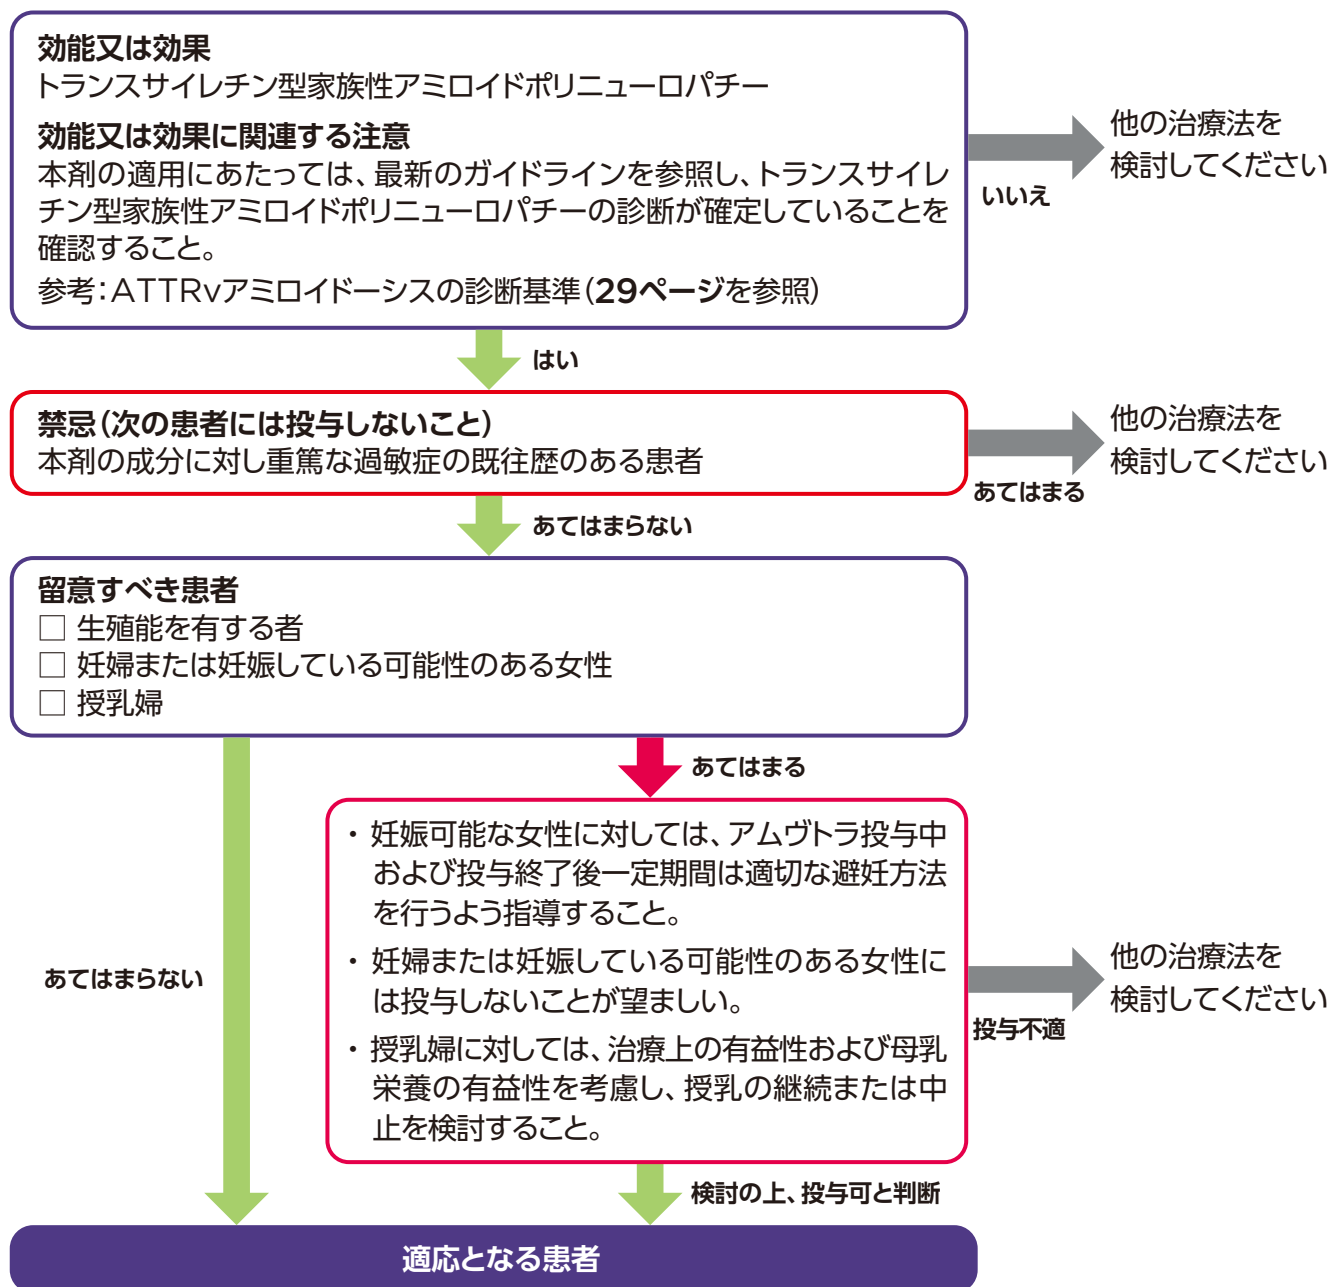 効能又は効果
トランスサイレチン型家族性アミロイドポリニューロパチー
効能又は効果に関連する注意
本剤の適用にあたっては、最新のガイドラインを参照し、トランスサイレ
チン型家族性アミロイドポリニューロパチーの診断が確定していることを
確認すること。
参考：ATTRvアミロイドーシスの診断基準（29ページを参照）
いいえ
他の治療法を
検討してください
はい
禁忌（次の患者には投与しないこと）
本剤の成分に対し重篤な過敏症の既往歴のある患者
あてはまる
他の治療法を
検討してください
あてはまらない
留意すべき患者
□ 生殖能を有する者
□ 妊婦または妊娠している可能性のある女性
□ 授乳婦
あてはまらない
あてはまる
・ 妊娠可能な女性に対しては、アムヴトラ投与中
および投与終了後一定期間は適切な避妊方法
を行うよう指導すること。
・ 妊婦または妊娠している可能性のある女性に
は投与しないことが望ましい。
・ 授乳婦に対しては、治療上の有益性および母乳
栄養の有益性を考慮し、授乳の継続または中
止を検討すること。
投与不適
他の治療法を
検討してください
検討の上、投与可と判断
適応となる患者